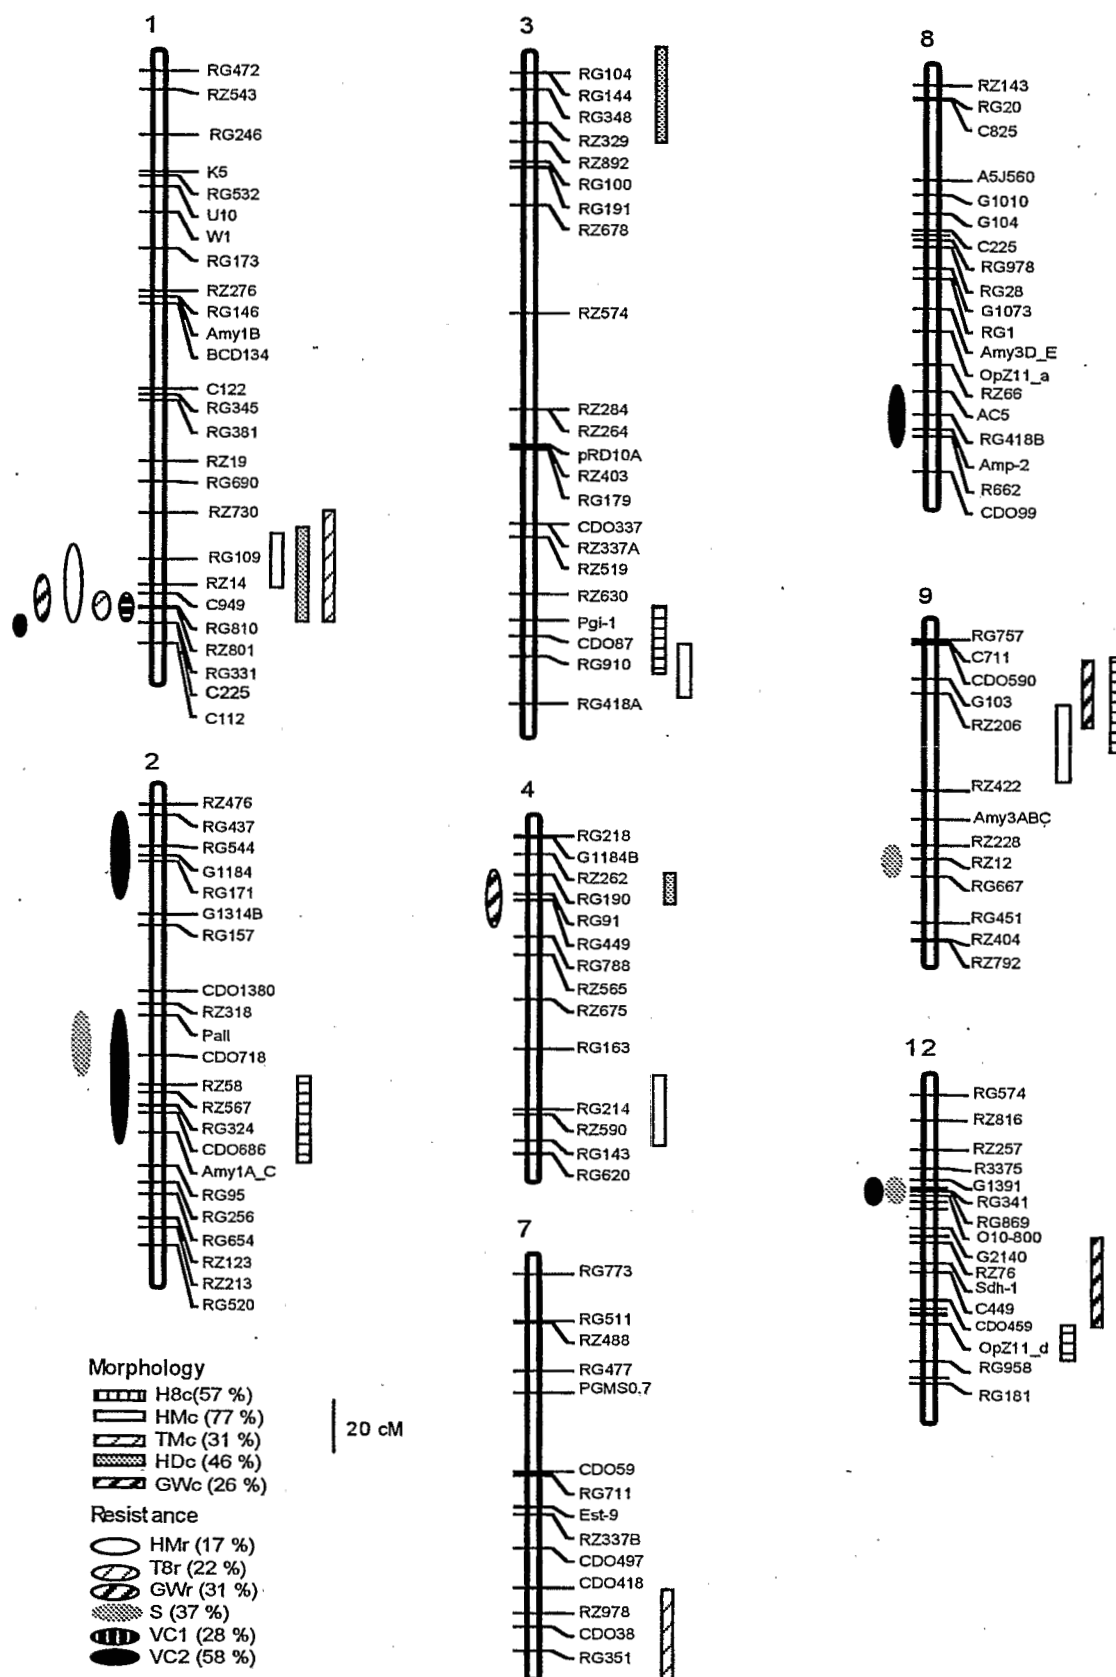 1
RG472
RZ543
RG246
K5
RG532
U10
W1
RG173
RZ276
RG146
Amy1B
BCD134
C122
RG345
RG381
RZ19
RG690
RZ730
RG109
RZ14
C949
RG810
RZ801
RG331
C225
C112
2
RZ476
RG437
RG544
G1184
RG171
G1314B
RG157
CDO1380
RZ318
Pall
CDO718
RZ58
RZ567
RG324
CDO686
Amy1A_C
RG95
RG256
RG654
RZ123
RZ213
RG520
Morphology
H8c(57 %)
HMc (77 %)
TMc (31 %)
HDc (46 %)
GWc (26 %)
20 cM
Resistance
HMr (17 %)
T8r (22 %)
GWr (31 %)
S (37 %)
VC1 (28 %)
VC2 (58 %)
3
RG104
RG144
RG348
RZ329
RZ892
RG100
RG191
RZ678
RZ574
RZ284
RZ264
pRD10A
RZ403
RG179
CDO337
RZ337A
RZ519
RZ630
Pgi-1
CDO87
RG910
RG418A
4
RG218
G1184B
RZ262
RG190
RG91
RG449
RG788
RZ565
RZ675
RG163
RG214
RZ590
RG143
RG620
7
RG773
RG511
RZ488
RG477
PGMS0.7
CDO59
RG711
Est-9
RZ337B
CDO497
CDO418
RZ978
CDO38
RG351
8
RZ143
RG20
C825
A5J560
G1010
G104
C225
RG978
RG28
G1073
RG1
Amy3D_E
OpZ11_a
RZ66
AC5
RG418B
Amp-2
R662
CDO99
9
RG757
C711
CDO590
G103
RZ206
RZ422
Amy3ABC
RZ228
RZ12
RG667
RG451
RZ404
RZ792
12
RG574
RZ816
RZ257
R3375
G1391
RG341
RG869
O10-800
G2140
RZ76
Sdh-1
C449
CDO459
OpZ11_d
RG958
RG181